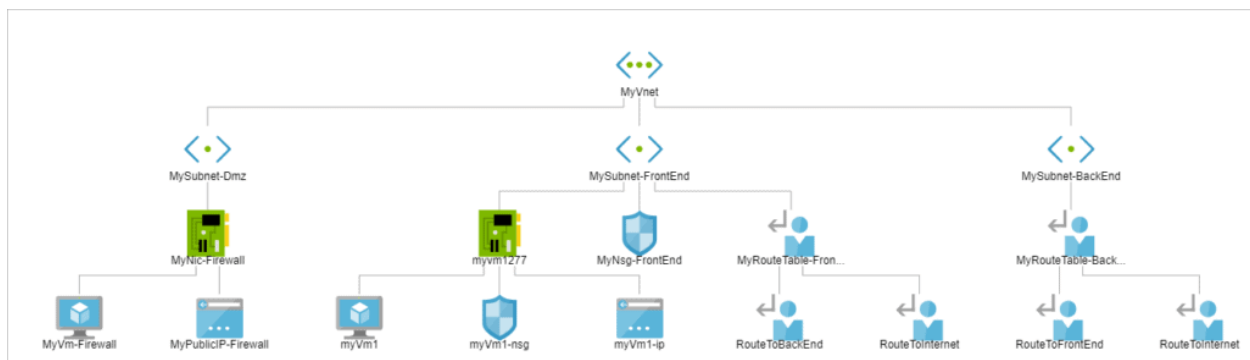 MyVnet
MySubnet-Dmz
MySubnet-FrontEnd
MySubnet-BackEnd
MyNic-Firewall
myvm1277
MyNsg-FrontEnd
MyRouteTable-Fron...
MyRouteTable-Back...
MyVm-Firewall
MyPublicIP-Firewall
myVm1
myVm1-nsg
myVm1-ip
RouteToBackEnd
RouteToInternet
RouteToFrontEnd
RouteToInternet